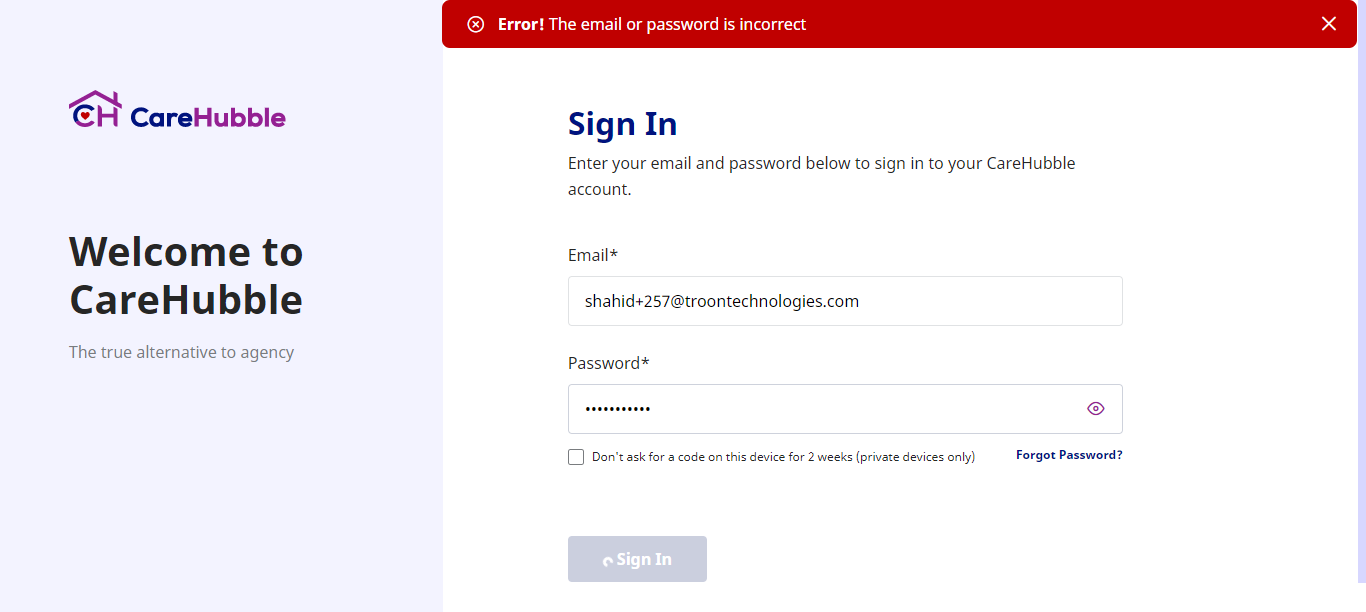 Error! The email or password is incorrect
CH CareHubble
Welcome to
CareHubble
The true alternative to agency
Sign In
Enter your email and password below to sign in to your CareHubble
account.
Email*
shahid+257@troontechnologies.com
Password*
•••••••••••
Don't ask for a code on this device for 2 weeks (private devices only)
Forgot Password?
Sign In